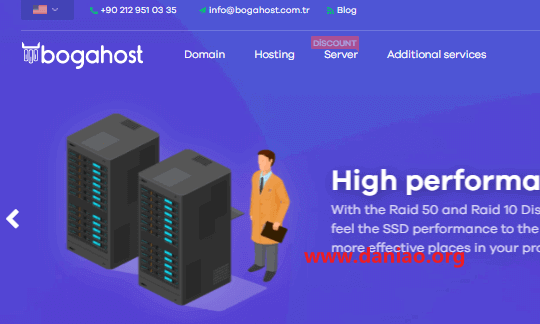 +90 212 951 03 35 info@bogahost.com.tr Blog
bogahost
DISCOUNT
Domain Hosting Server Additional services
High performa
With the Raid 50 and Raid 10 Dis
feel the SSD performance to the
more effective places in your pro
www.daniao.org